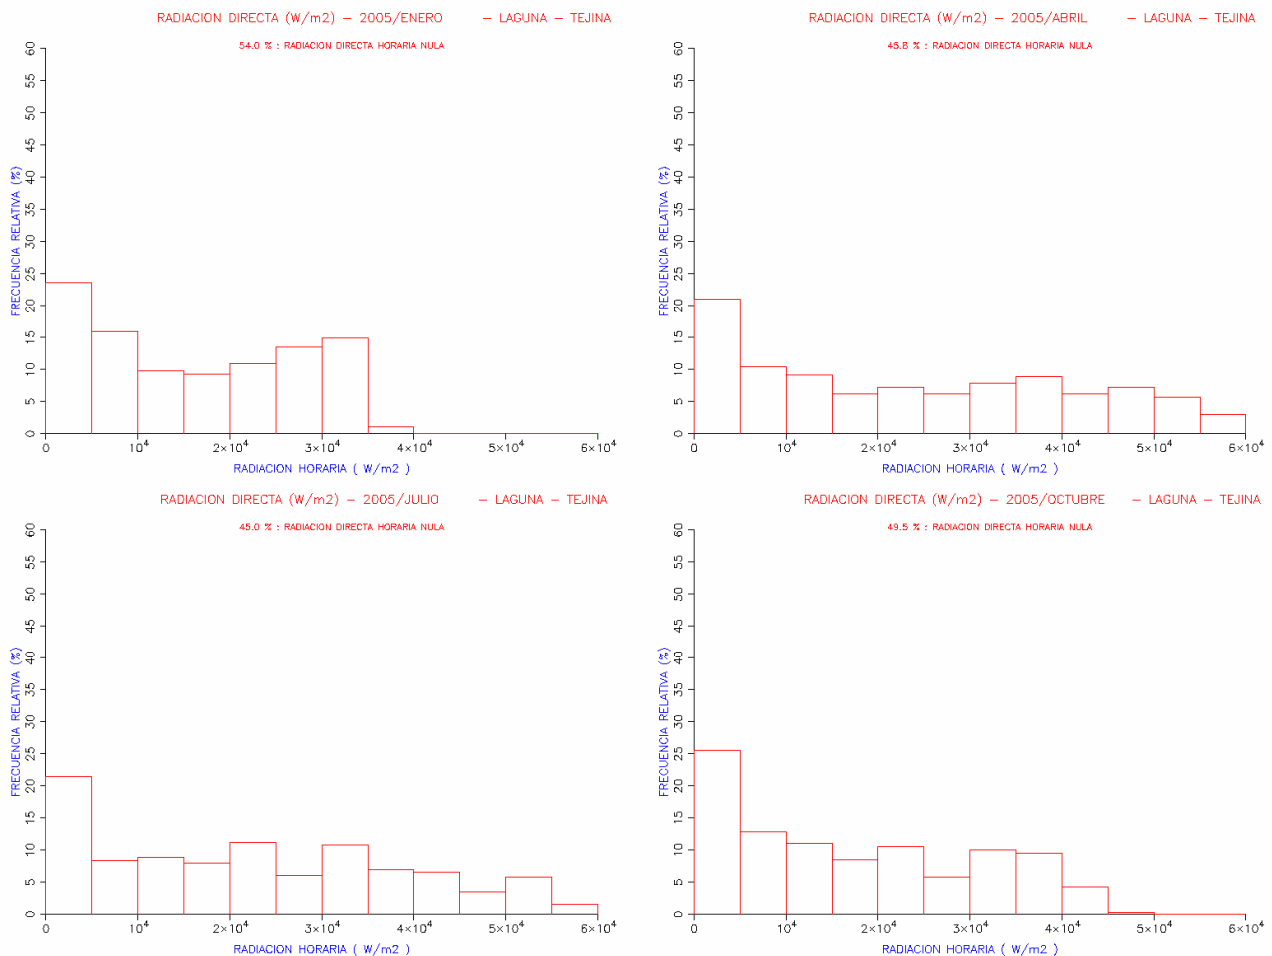 RADIACION DIRECTA (W/m2) – 2005/ENERO – LAGUNA – TEJINA
54.0 % : RADIACION DIRECTA HORARIA NULA
60
55
50
45
40
35
30
25
20
15
10
5
0
FRECUENCIA RELATIVA (%)
0 10⁴ 2×10⁴ 3×10⁴ 4×10⁴ 5×10⁴ 6×10⁴
RADIACION HORARIA ( W/m2 )
RADIACION DIRECTA (W/m2) – 2005/ABRIL – LAGUNA – TEJINA
45.8 % : RADIACION DIRECTA HORARIA NULA
60
55
50
45
40
35
30
25
20
15
10
5
0
FRECUENCIA RELATIVA (%)
0 10⁴ 2×10⁴ 3×10⁴ 4×10⁴ 5×10⁴ 6×10⁴
RADIACION HORARIA ( W/m2 )
RADIACION DIRECTA (W/m2) – 2005/JULIO – LAGUNA – TEJINA
45.0 % : RADIACION DIRECTA HORARIA NULA
60
55
50
45
40
35
30
25
20
15
10
5
0
FRECUENCIA RELATIVA (%)
0 10⁴ 2×10⁴ 3×10⁴ 4×10⁴ 5×10⁴ 6×10⁴
RADIACION HORARIA ( W/m2 )
RADIACION DIRECTA (W/m2) – 2005/OCTUBRE – LAGUNA – TEJINA
49.5 % : RADIACION DIRECTA HORARIA NULA
60
55
50
45
40
35
30
25
20
15
10
5
0
FRECUENCIA RELATIVA (%)
0 10⁴ 2×10⁴ 3×10⁴ 4×10⁴ 5×10⁴ 6×10⁴
RADIACION HORARIA ( W/m2 )